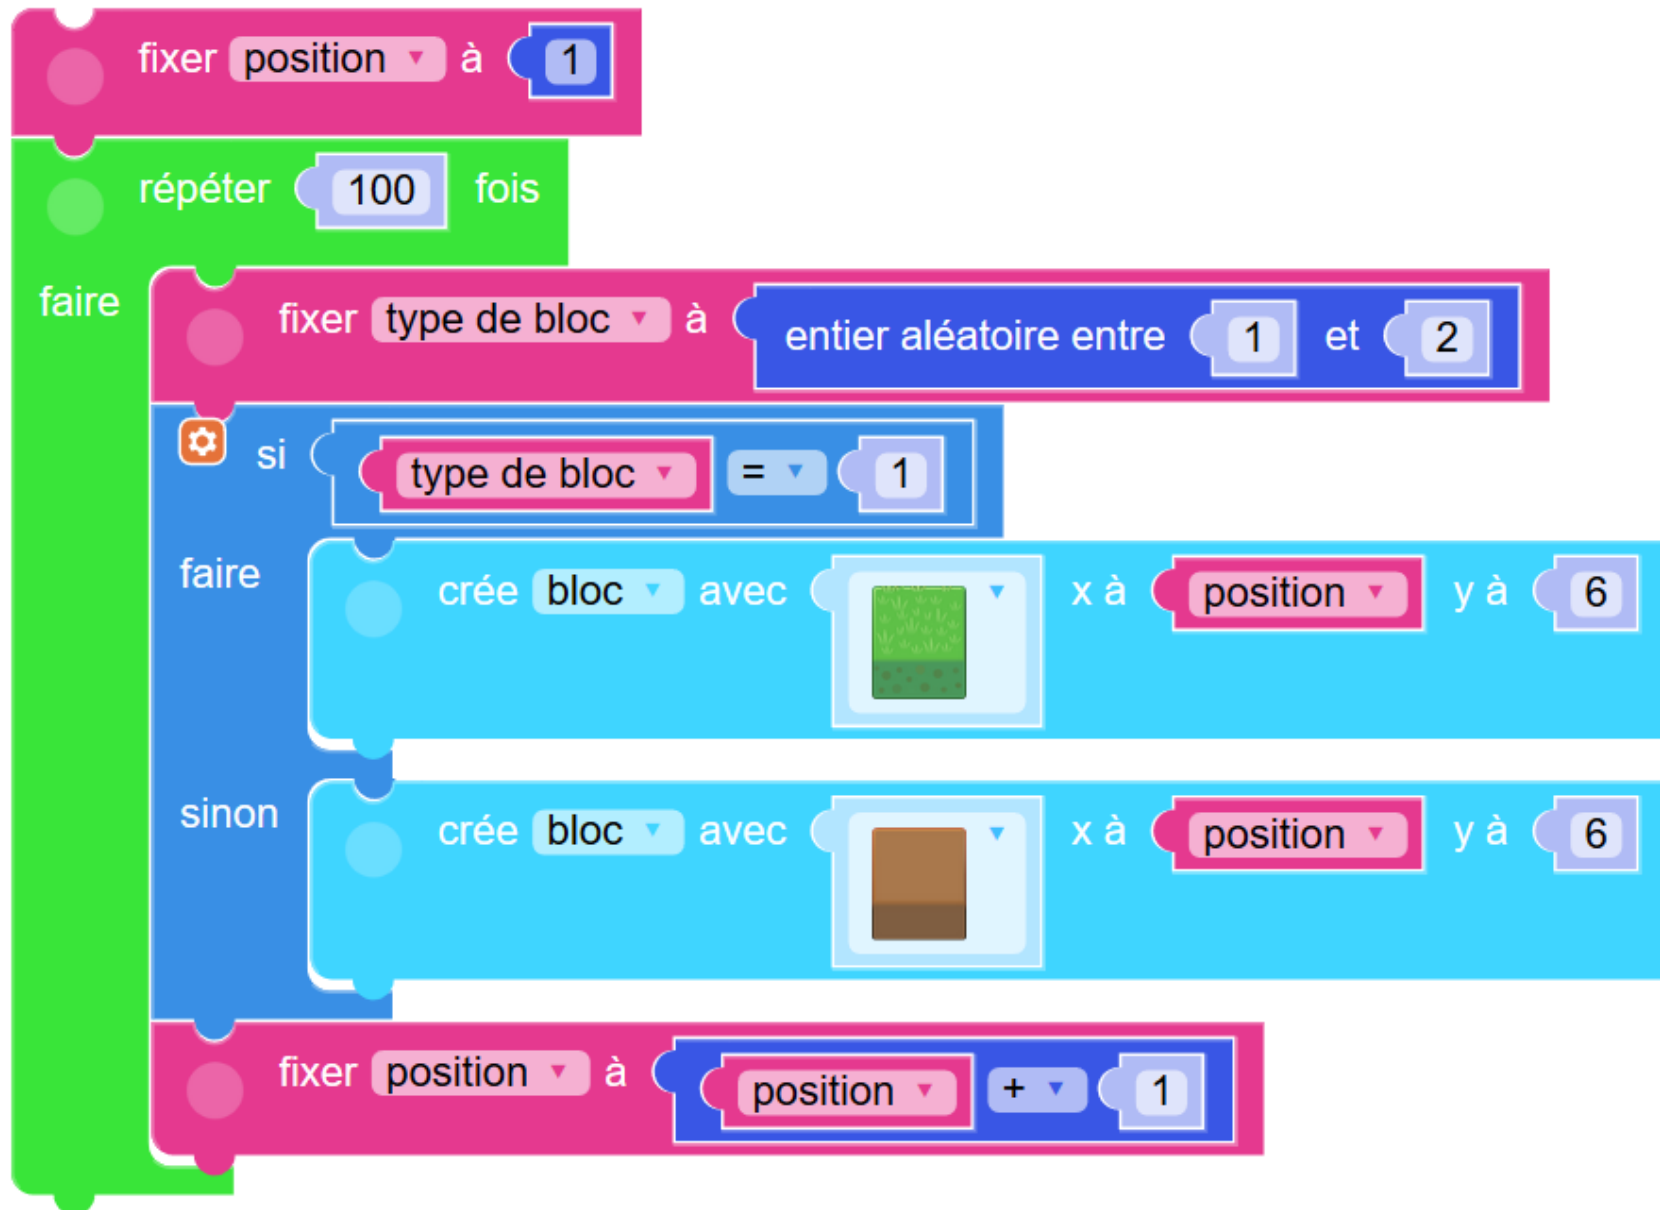 fixer position à 1
répéter 100 fois
faire fixer type de bloc à entier aléatoire entre 1 et 2
si type de bloc = 1
faire crée bloc avec x à position y à 6
sinon crée bloc avec x à position y à 6
fixer position à position + 1